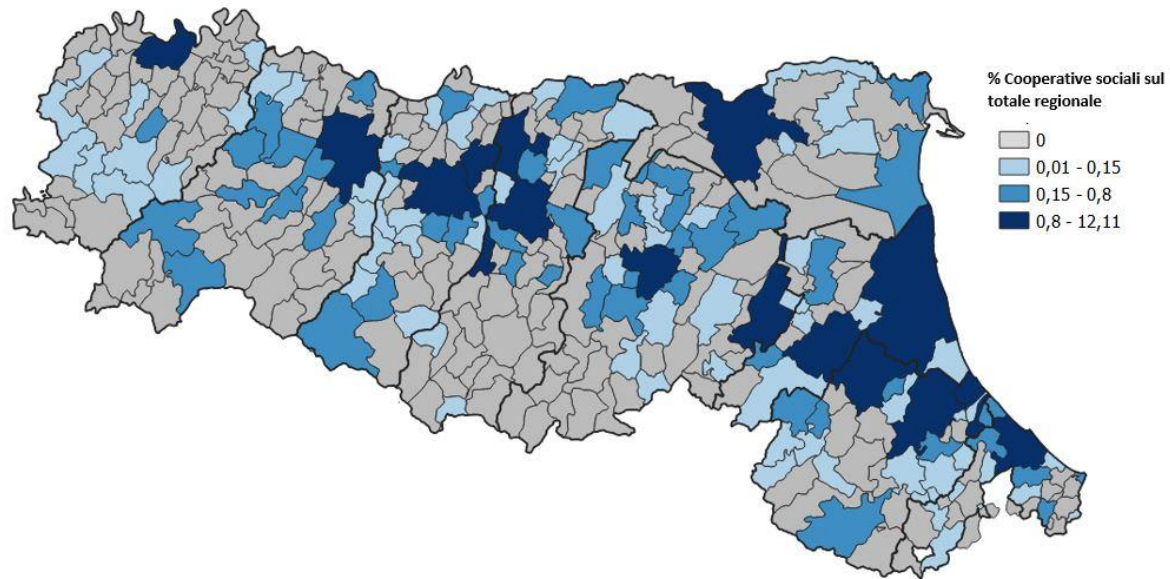 % Cooperative sociali sul
totale regionale
0
0,01 - 0,15
0,15 - 0,8
0,8 - 12,11